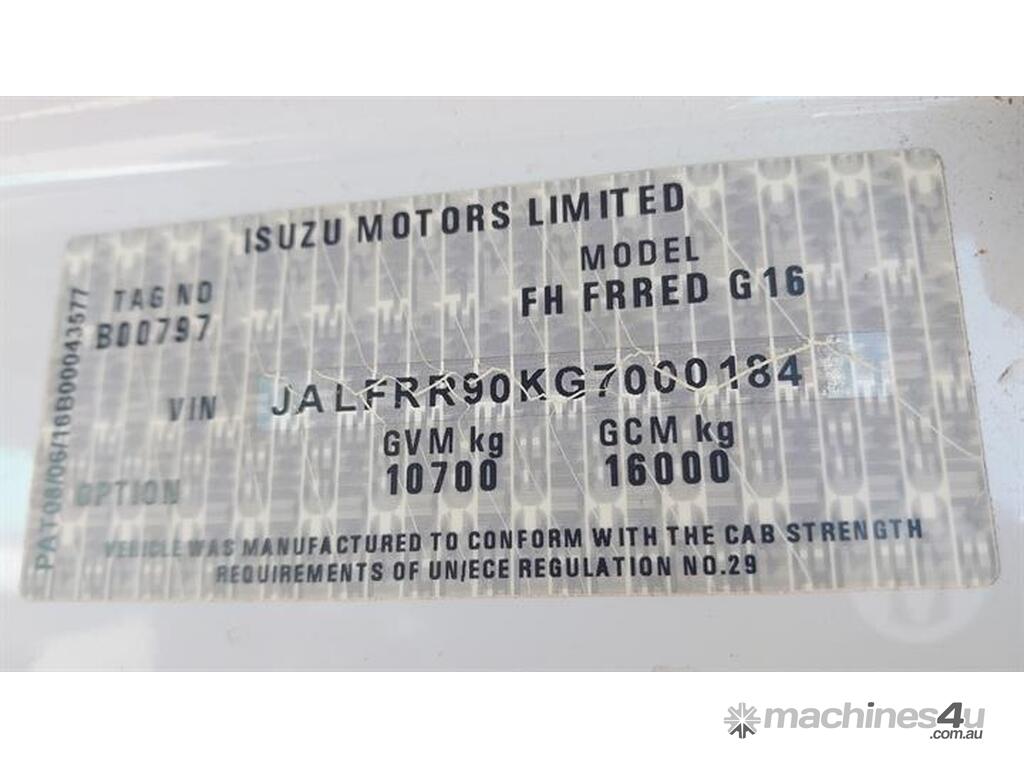 ISUZU MOTORS LIMITED
MODEL
FH FRRED G16
TAG NO
B00797
VIN JALFRR90KG7000184
GVM kg GCM kg
10700 16000
OPTION
VEHICLE WAS MANUFACTURED TO CONFORM WITH THE CAB STRENGTH
REQUIREMENTS OF UN/ECE REGULATION NO.29
PAT08/06/16B00043577
machines4u
.com.au